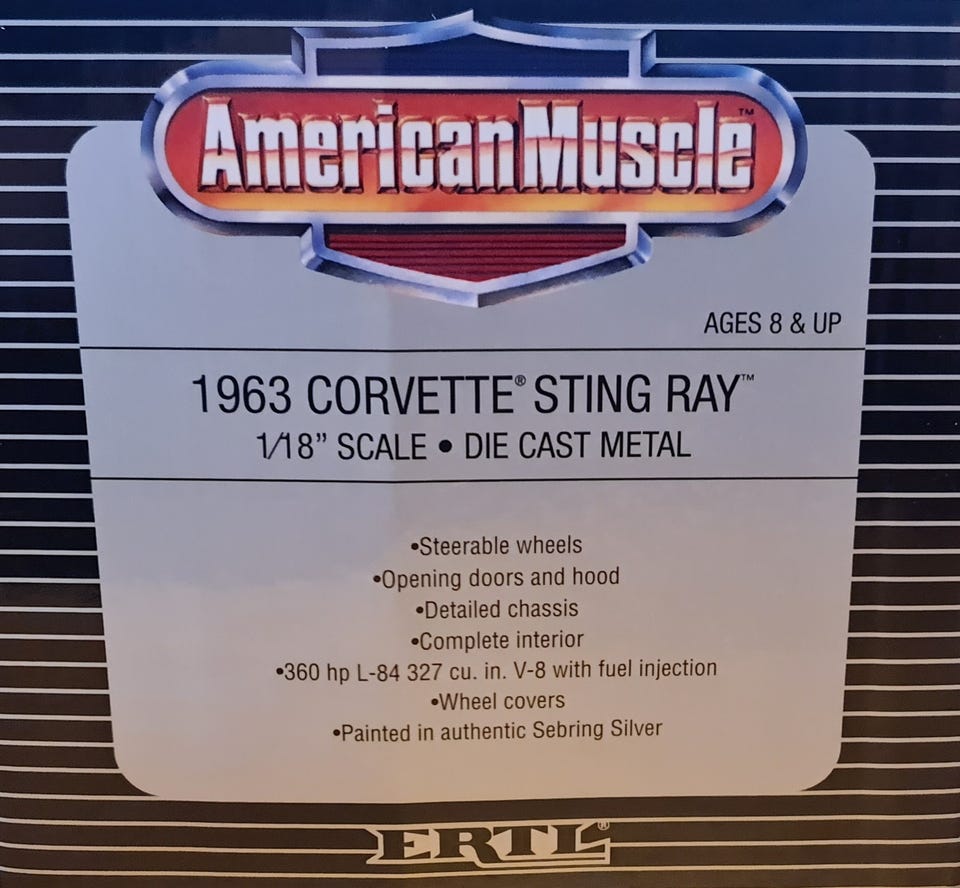 AmericanMuscle™
AGES 8 & UP
1963 CORVETTE® STING RAY™
1/18” SCALE • DIE CAST METAL
•Steerable wheels
•Opening doors and hood
•Detailed chassis
•Complete interior
•360 hp L-84 327 cu. in. V-8 with fuel injection
•Wheel covers
•Painted in authentic Sebring Silver
ERTL®